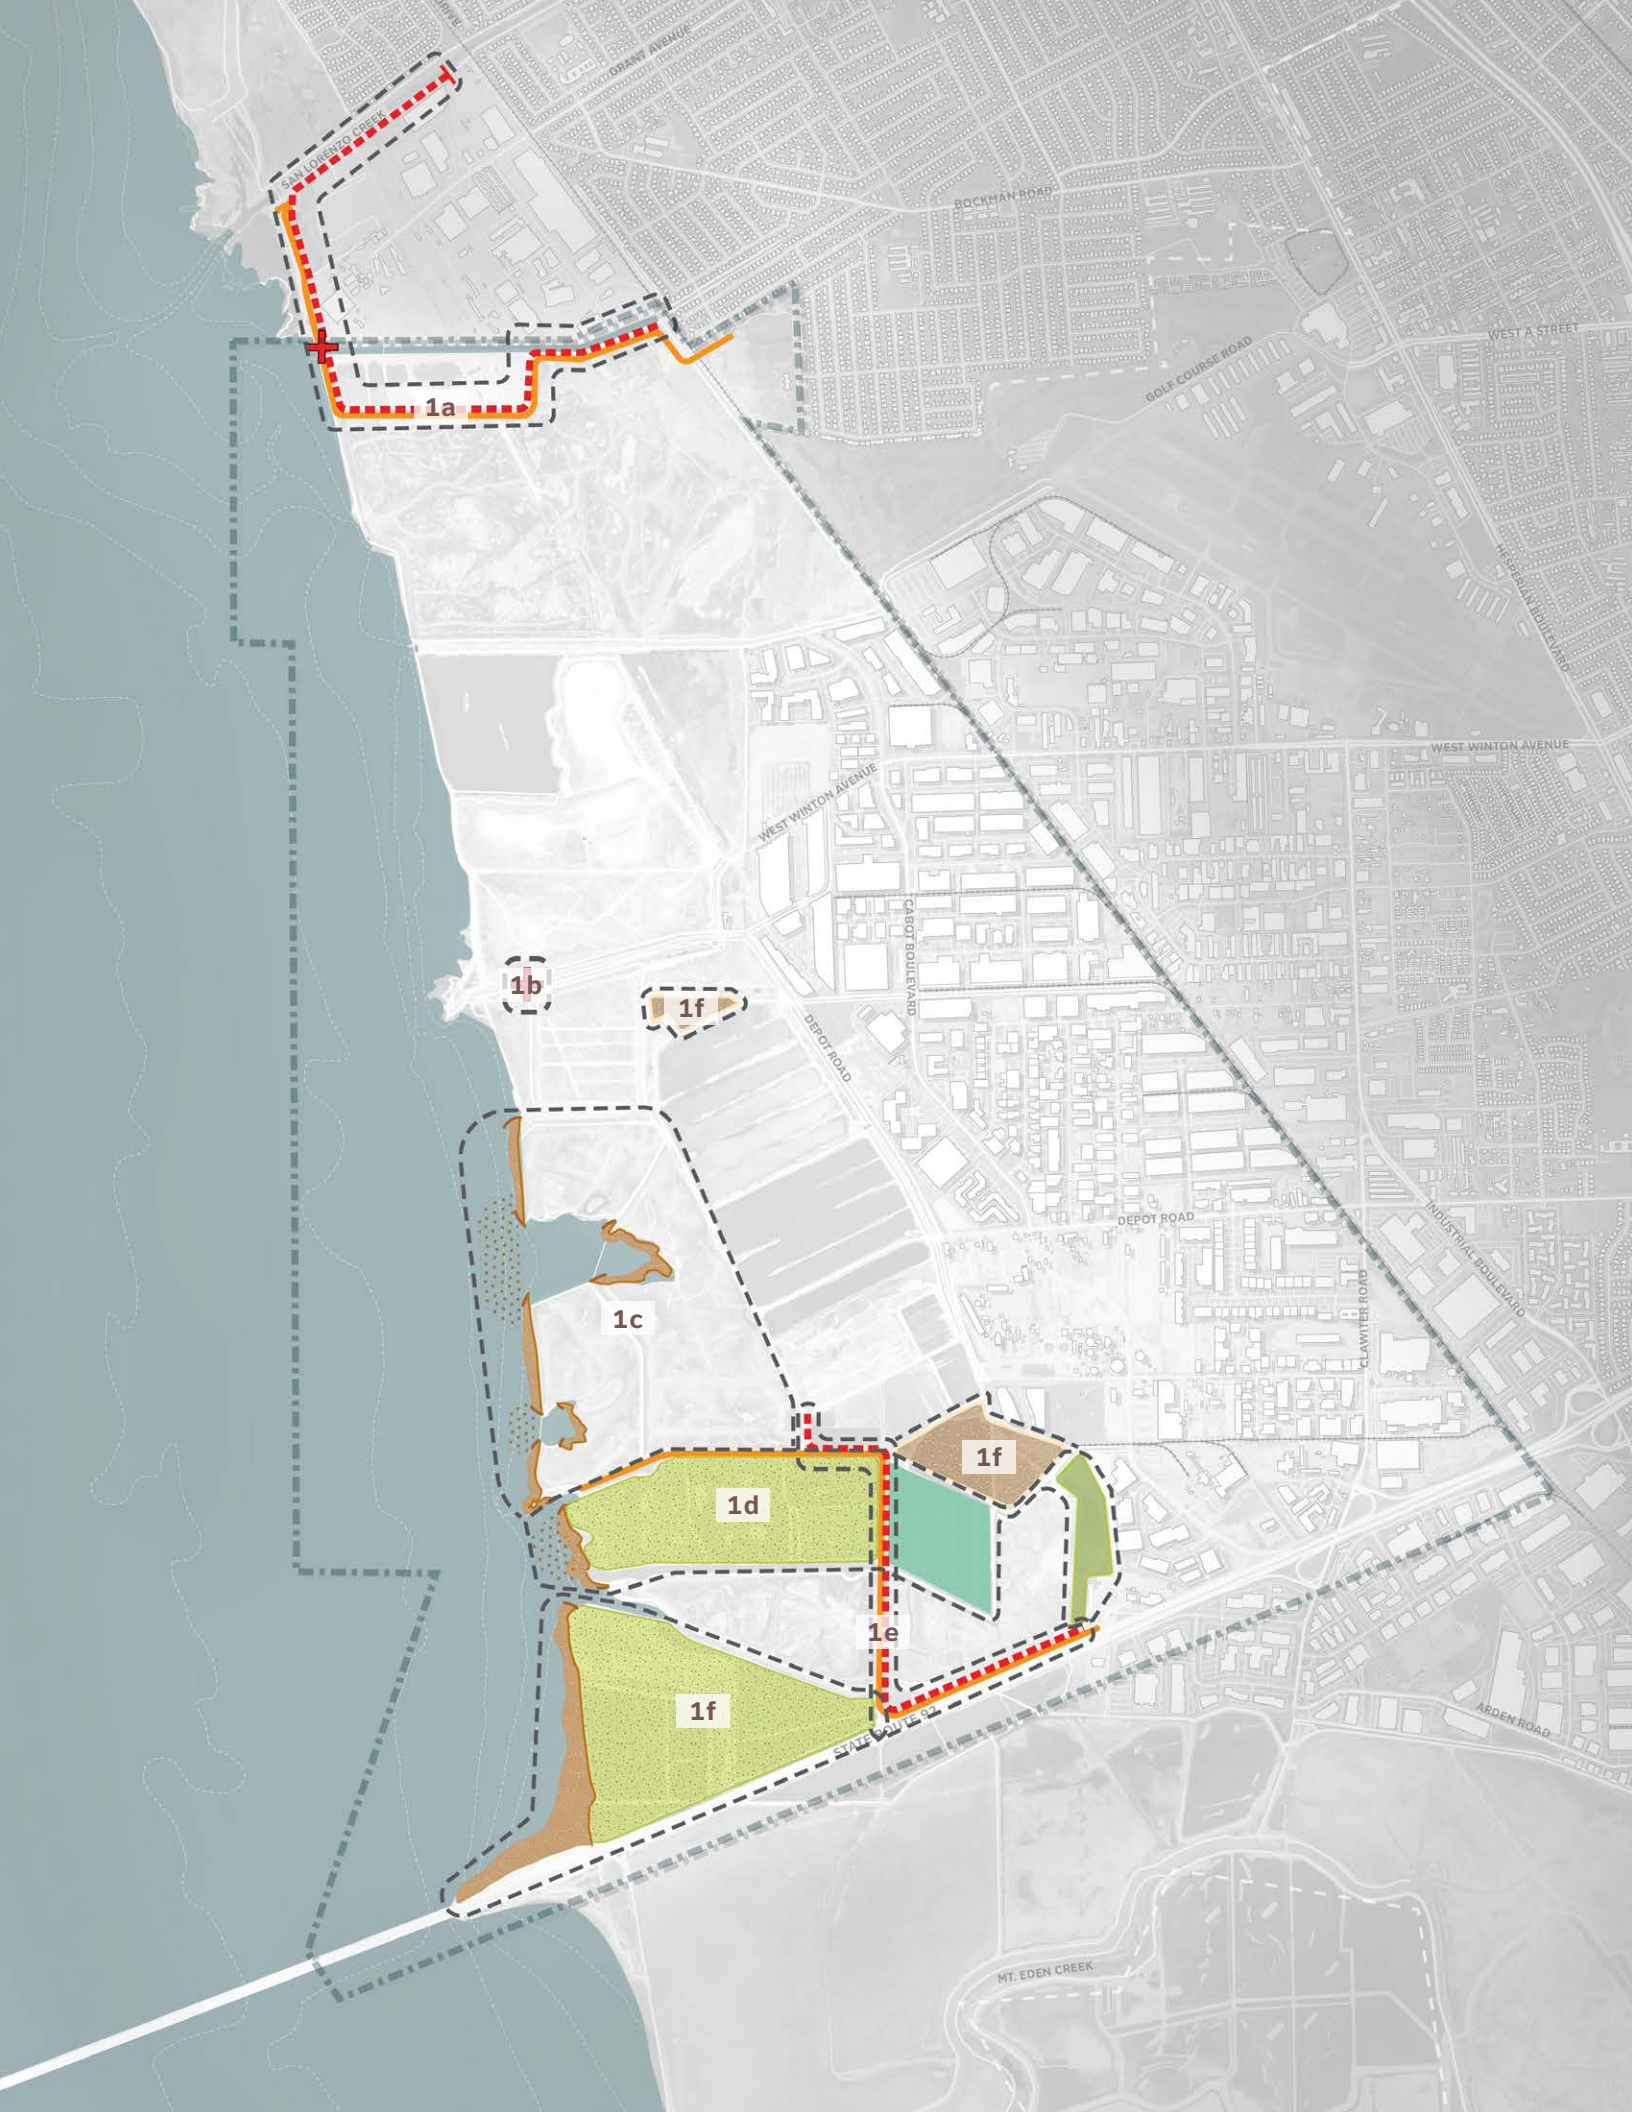 GRANT AVENUE
SAN LORENZO CREEK
BOCKMAN ROAD
WEST A STREET
GOLF COURSE ROAD
1a
HESPERIAN BOULEVARD
WEST WINTON AVENUE
WEST WINTON AVENUE
CABOT BOULEVARD
1b
1f
DEPOT ROAD
DEPOT ROAD
INDUSTRIAL BOULEVARD
CLAWITER ROAD
1c
1f
1d
1e
1f
STATE ROUTE 92
ARDEN ROAD
MT. EDEN CREEK